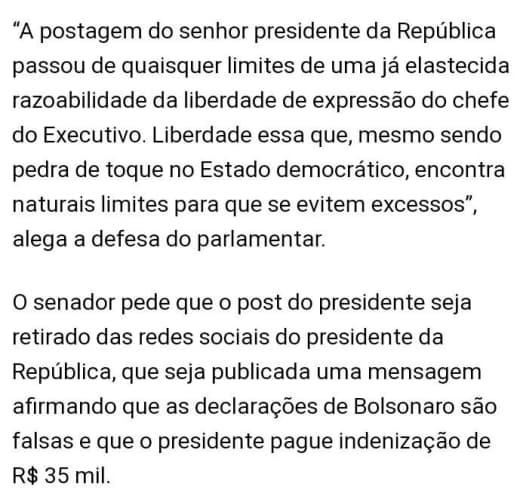 “A postagem do senhor presidente da República
passou de quaisquer limites de uma já elastecida
razoabilidade da liberdade de expressão do chefe
do Executivo. Liberdade essa que, mesmo sendo
pedra de toque no Estado democrático, encontra
naturais limites para que se evitem excessos”,
alega a defesa do parlamentar.
O senador pede que o post do presidente seja
retirado das redes sociais do presidente da
República, que seja publicada uma mensagem
afirmando que as declarações de Bolsonaro são
falsas e que o presidente pague indenização de
R$ 35 mil.